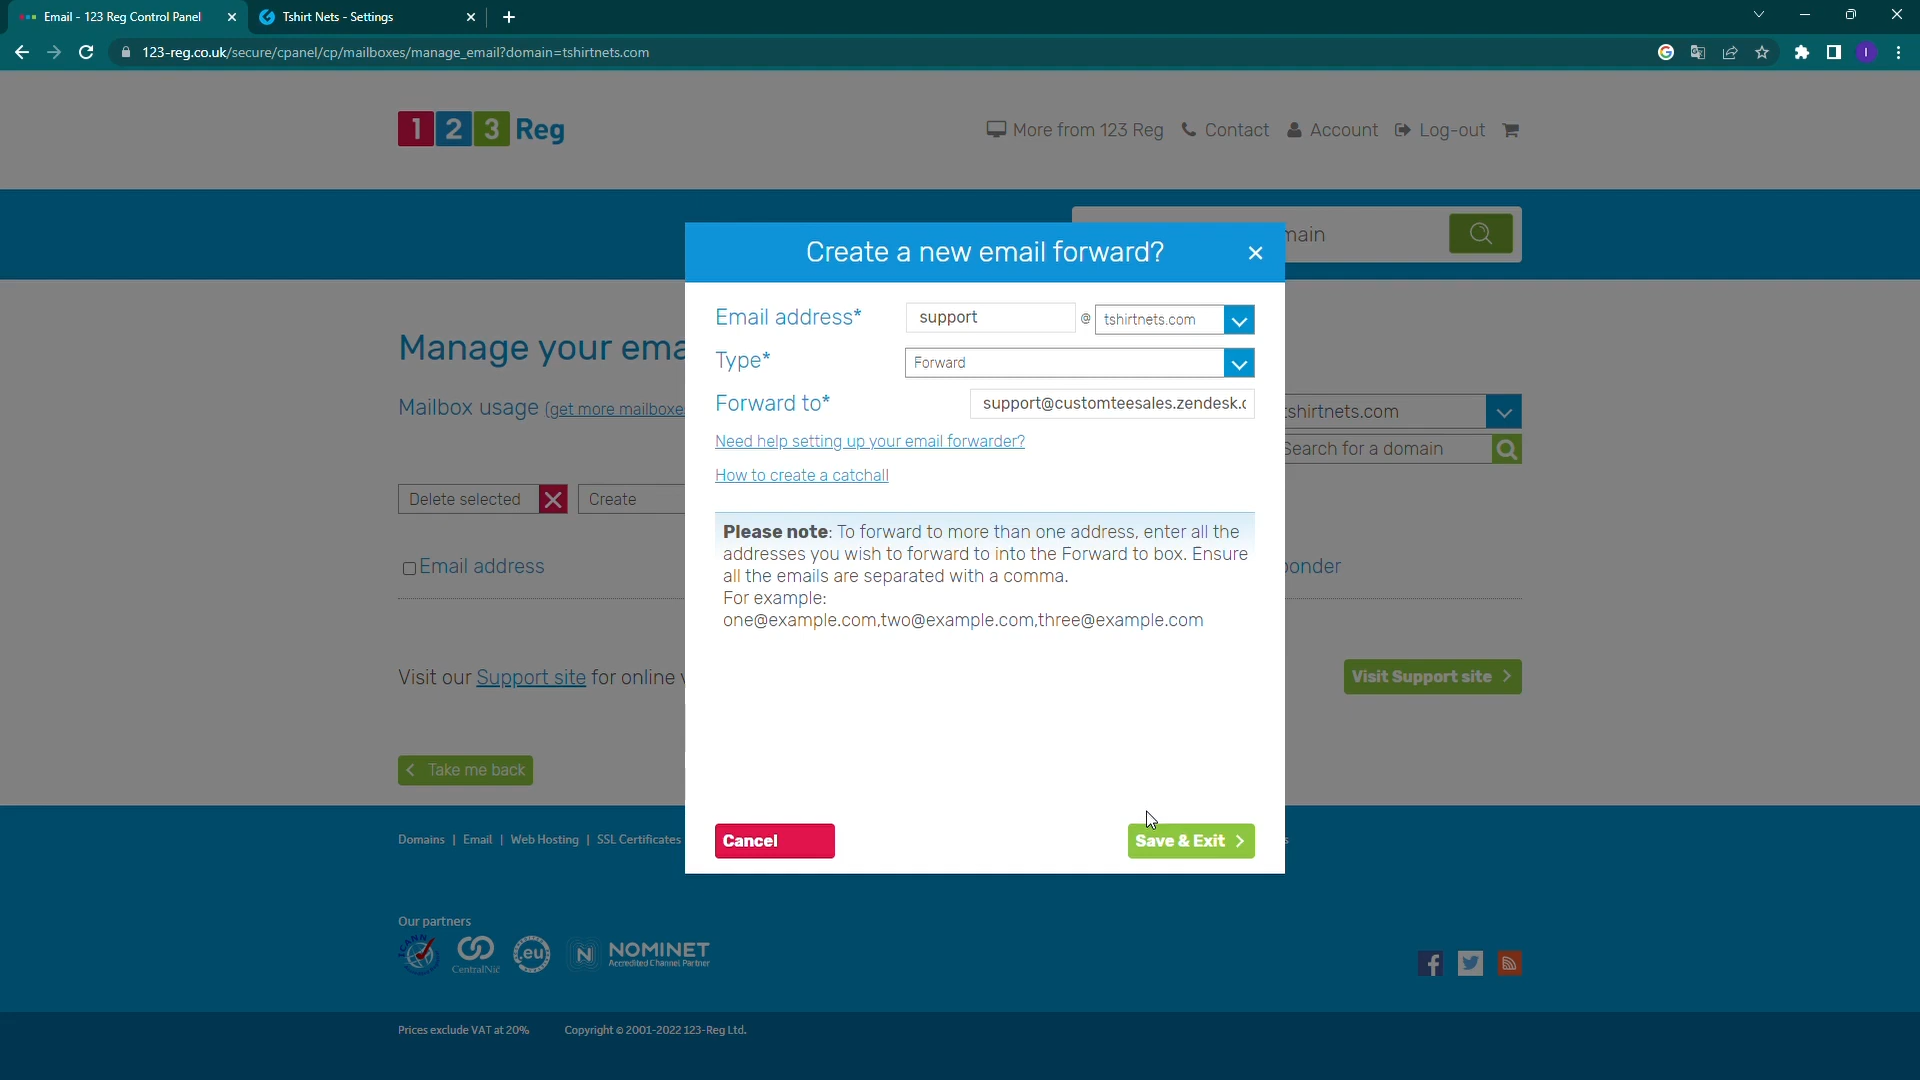 Email - 123 Reg Control Panel
Tshirt Nets - Settings
123-reg.co.uk/secure/cpanel/cp/mailboxes/manage_email?domain=tshirtnets.com
I
1 2 3 Reg
More from 123 Reg
Contact
Account
Log-out
main
Create a new email forward?
Email address*
support
@
tshirtnets.com
Type*
Forward
Forward to*
support@customteesales.zendesk.c
Need help setting up your email forwarder?
How to create a catchall
Please note: To forward to more than one address, enter all the
addresses you wish to forward to into the Forward to box. Ensure
all the emails are separated with a comma.
For example:
one@example.com,two@example.com,three@example.com
Cancel
Save & Exit
Manage your ema
Mailbox usage (get more mailboxe
tshirtnets.com
Search for a domain
Delete selected
Create
Email address
ponder
Visit our Support site for online v
Visit Support site
Take me back
Domains | Email | Web Hosting | SSL Certificates
s
Our partners
ICANN
CentralNic
.eu
N NOMINET
Accredited Channel Partner
Prices exclude VAT at 20%
Copyright © 2001-2022 123-Reg Ltd.